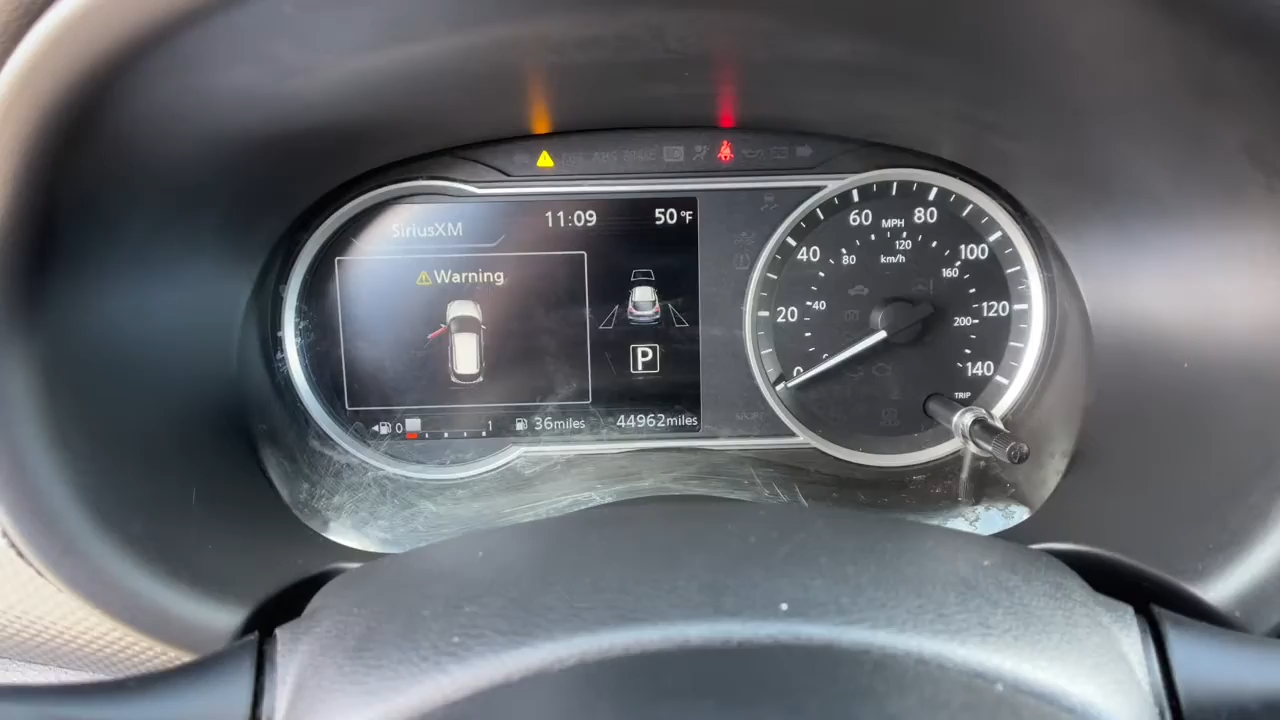 SiriusXM
11:09
50°F
Warning
P
0 1
36miles
44962miles
0 20 40 60 80 100 120 140
MPH
40 80 120 160 200
km/h
TRIP